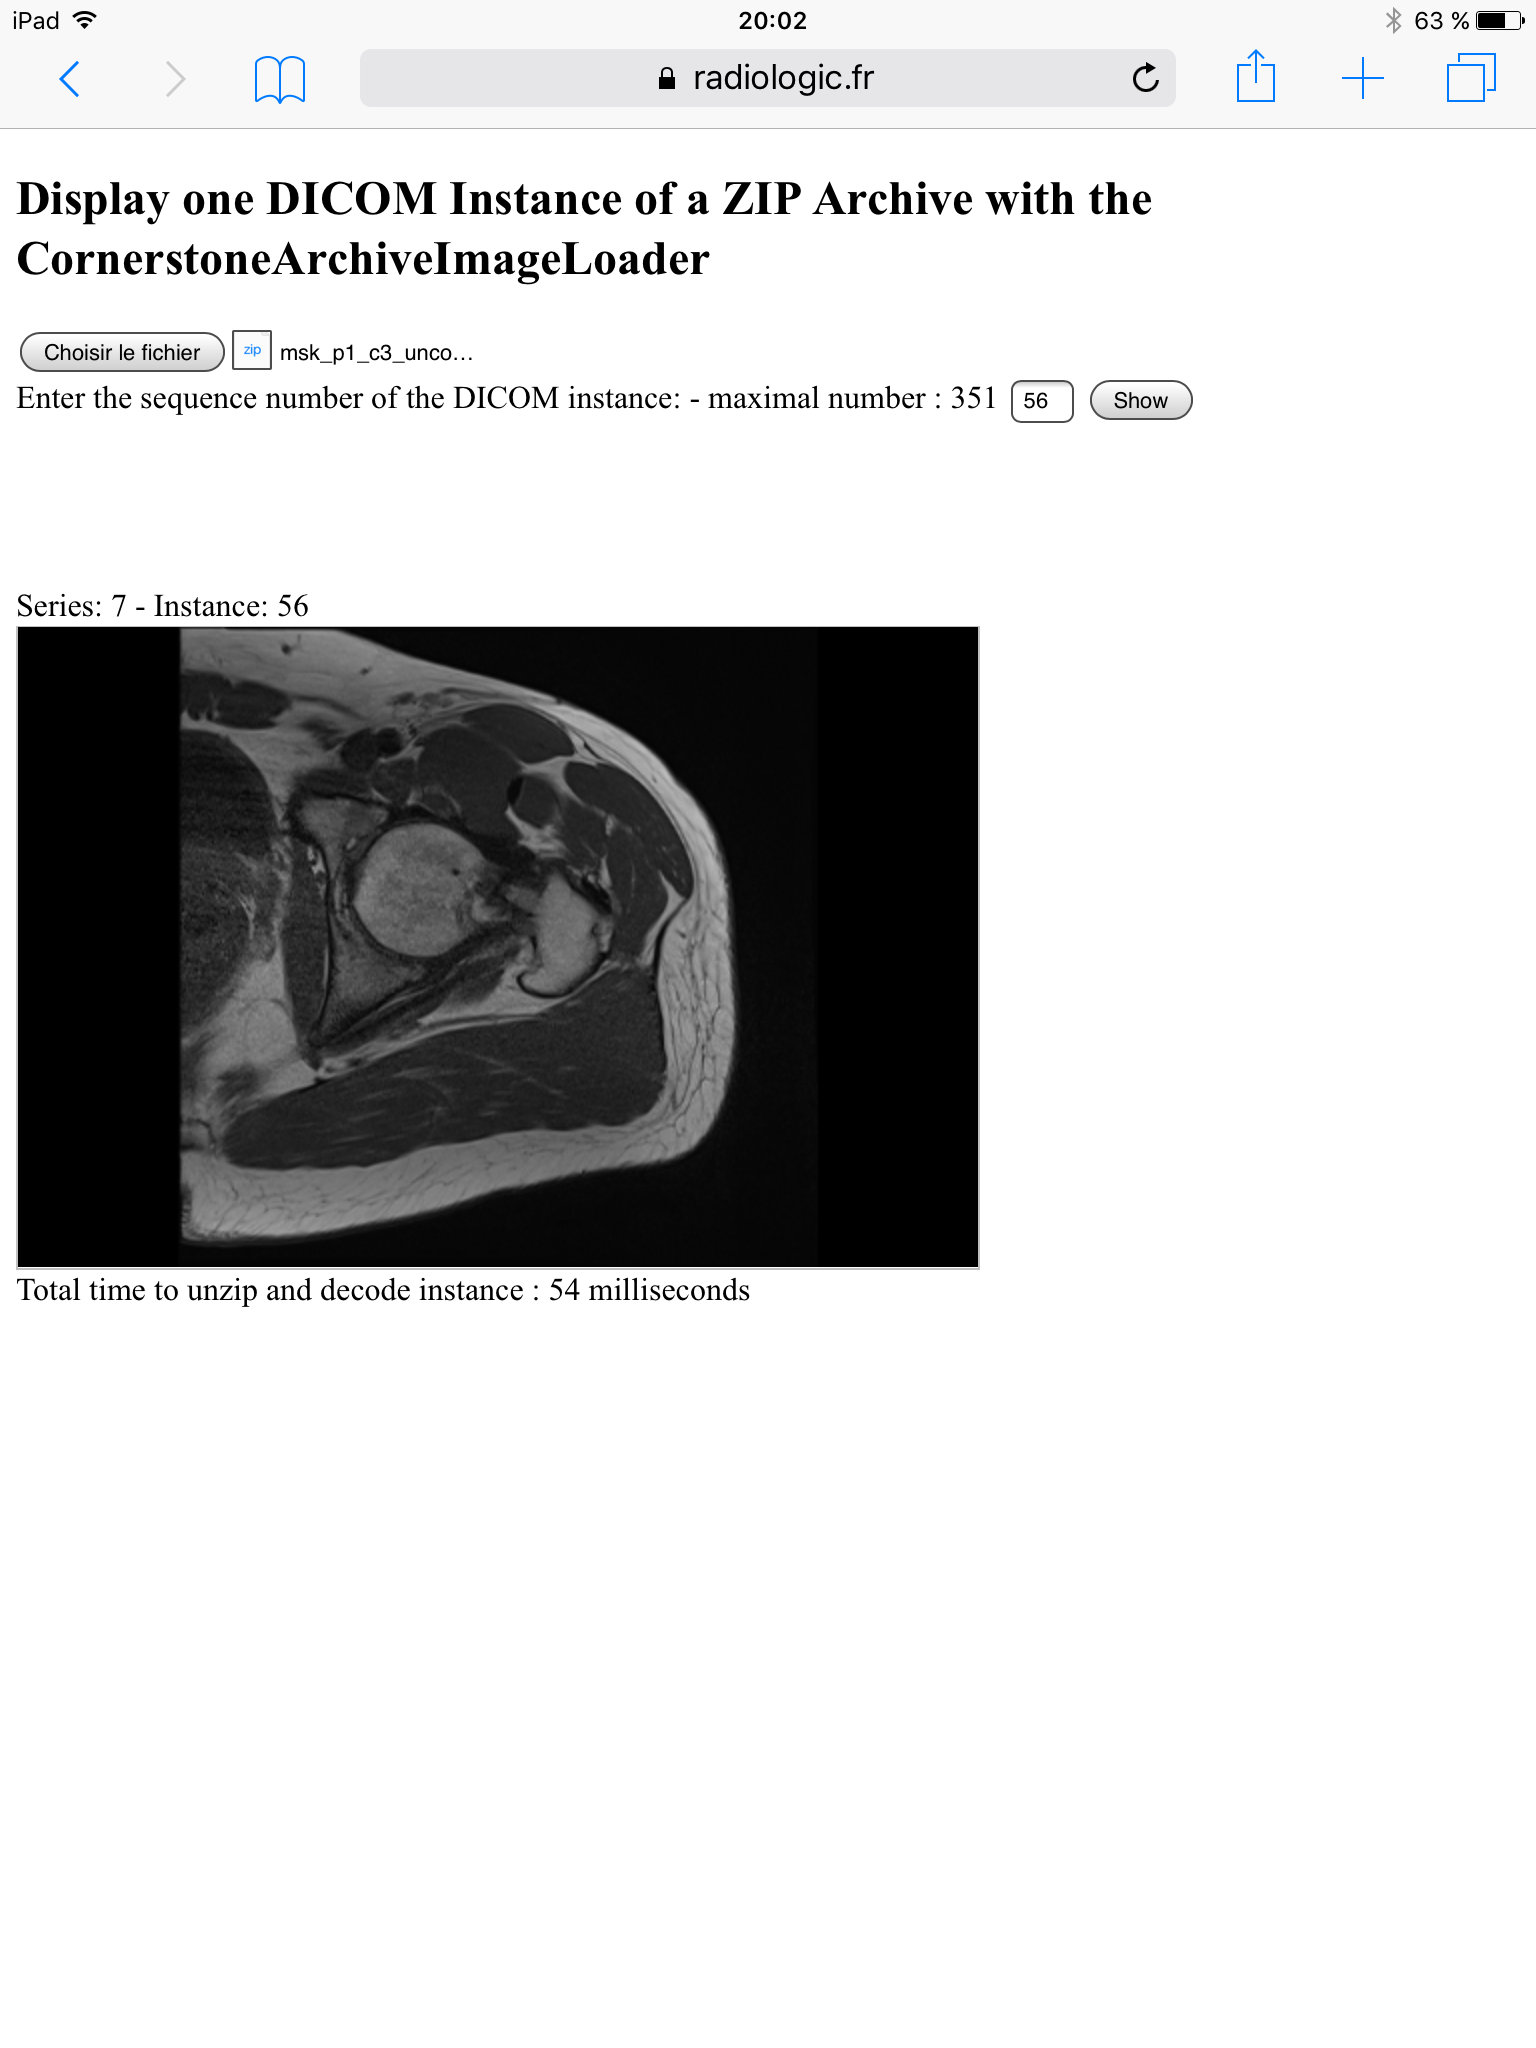 iPad 20:02 63 %
radiologic.fr
Display one DICOM Instance of a ZIP Archive with the
CornerstoneArchiveImageLoader
Choisir le fichier zip msk_p1_c3_unco...
Enter the sequence number of the DICOM instance: - maximal number : 351 56 Show
Series: 7 - Instance: 56
Total time to unzip and decode instance : 54 milliseconds